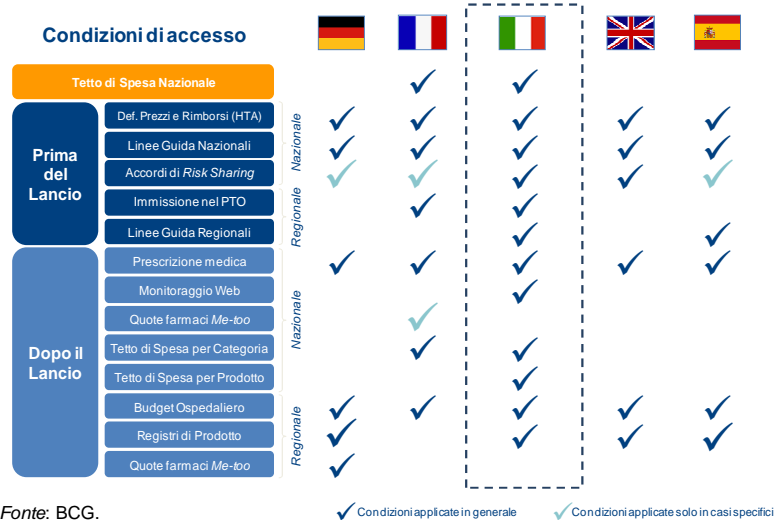 Condizioni di accesso
Tetto di Spesa Nazionale
Prima
del
Lancio
Def. Prezzi e Rimborsi (HTA)
Linee Guida Nazionali
Accordi di Risk Sharing
Immissione nel PTO
Linee Guida Regionali
Nazionale
Regionale
Dopo il
Lancio
Prescrizione medica
Monitoraggio Web
Quote farmaci Me-too
Tetto di Spesa per Categoria
Tetto di Spesa per Prodotto
Budget Ospedaliero
Registri di Prodotto
Quote farmaci Me-too
Nazionale
Regionale
Fonte: BCG.
Condizioni applicate in generale
Condizioni applicate solo in casi specifici